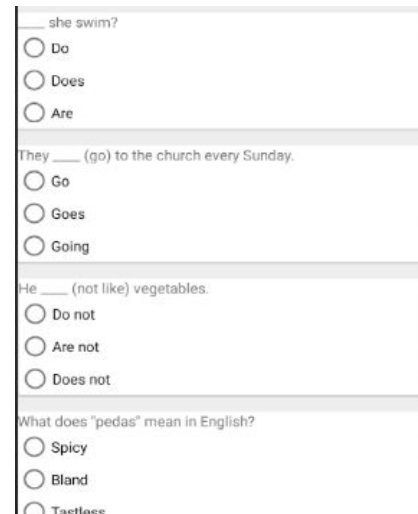 ____ she swim?
Do
Does
Are
They ____ (go) to the church every Sunday.
Go
Goes
Going
He ____ (not like) vegetables.
Do not
Are not
Does not
What does "pedas" mean in English?
Spicy
Bland
Tastless